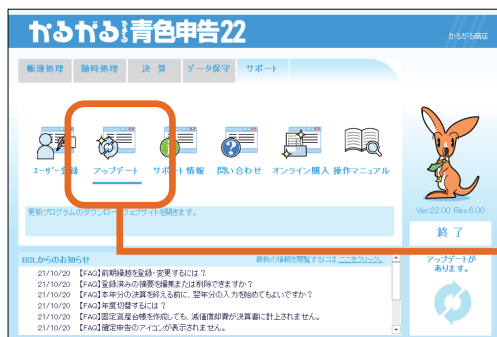 かるがるできる青色申告22
かるがる商店
帳簿処理 随時処理 決 算 データ保守 サポート
ユーザー登録 アップデート サポート情報 問い合わせ オンライン購入 操作マニュアル
更新プログラムのダウンロードウェブサイトを開きます。
Ver.22.00 Rev.6.00
終 了
BSLからのお知らせ 最新の情報を閲覧するには ここをクリック。
アップデートが
あります。
21/10/20 【FAQ】前期繰越を登録・変更するには？
21/10/20 【FAQ】登録済みの摘要を編集または削除できますか？
21/10/20 【FAQ】本年分の決算を終える前に、翌年分の入力を始めてもよいですか？
21/10/20 【FAQ】年度切替するには？
21/10/20 【FAQ】固定資産台帳を作成しても、減価償却費が決算書に計上されません。
21/10/20 【FAQ】確定申告のアイコンが表示されません。